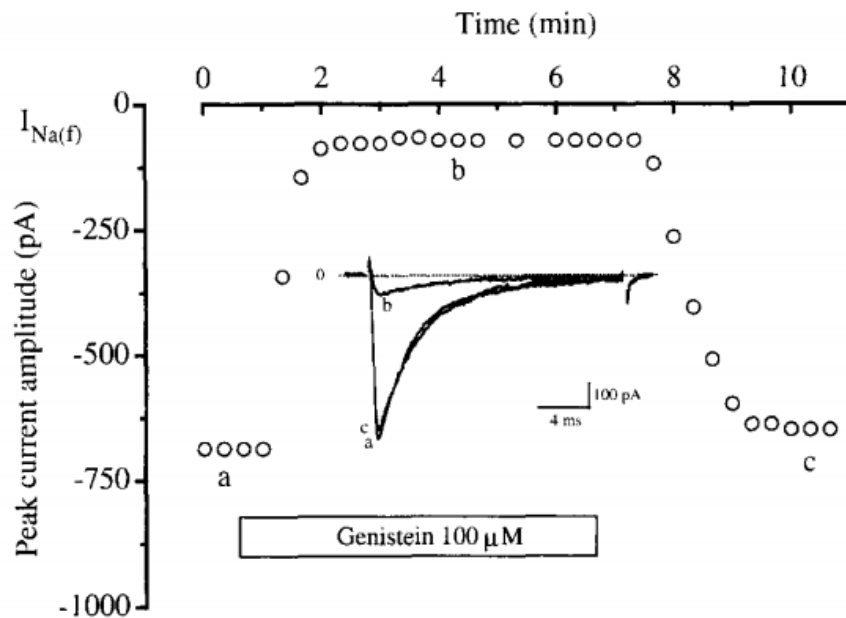 Time (min)
0 2 4 6 8 10
0
I Na(f)
b
-250
0
b
Peak current amplitude (pA)
-500
100 pA
4 ms
c
a
-750
a
c
Genistein 100 μM
-1000